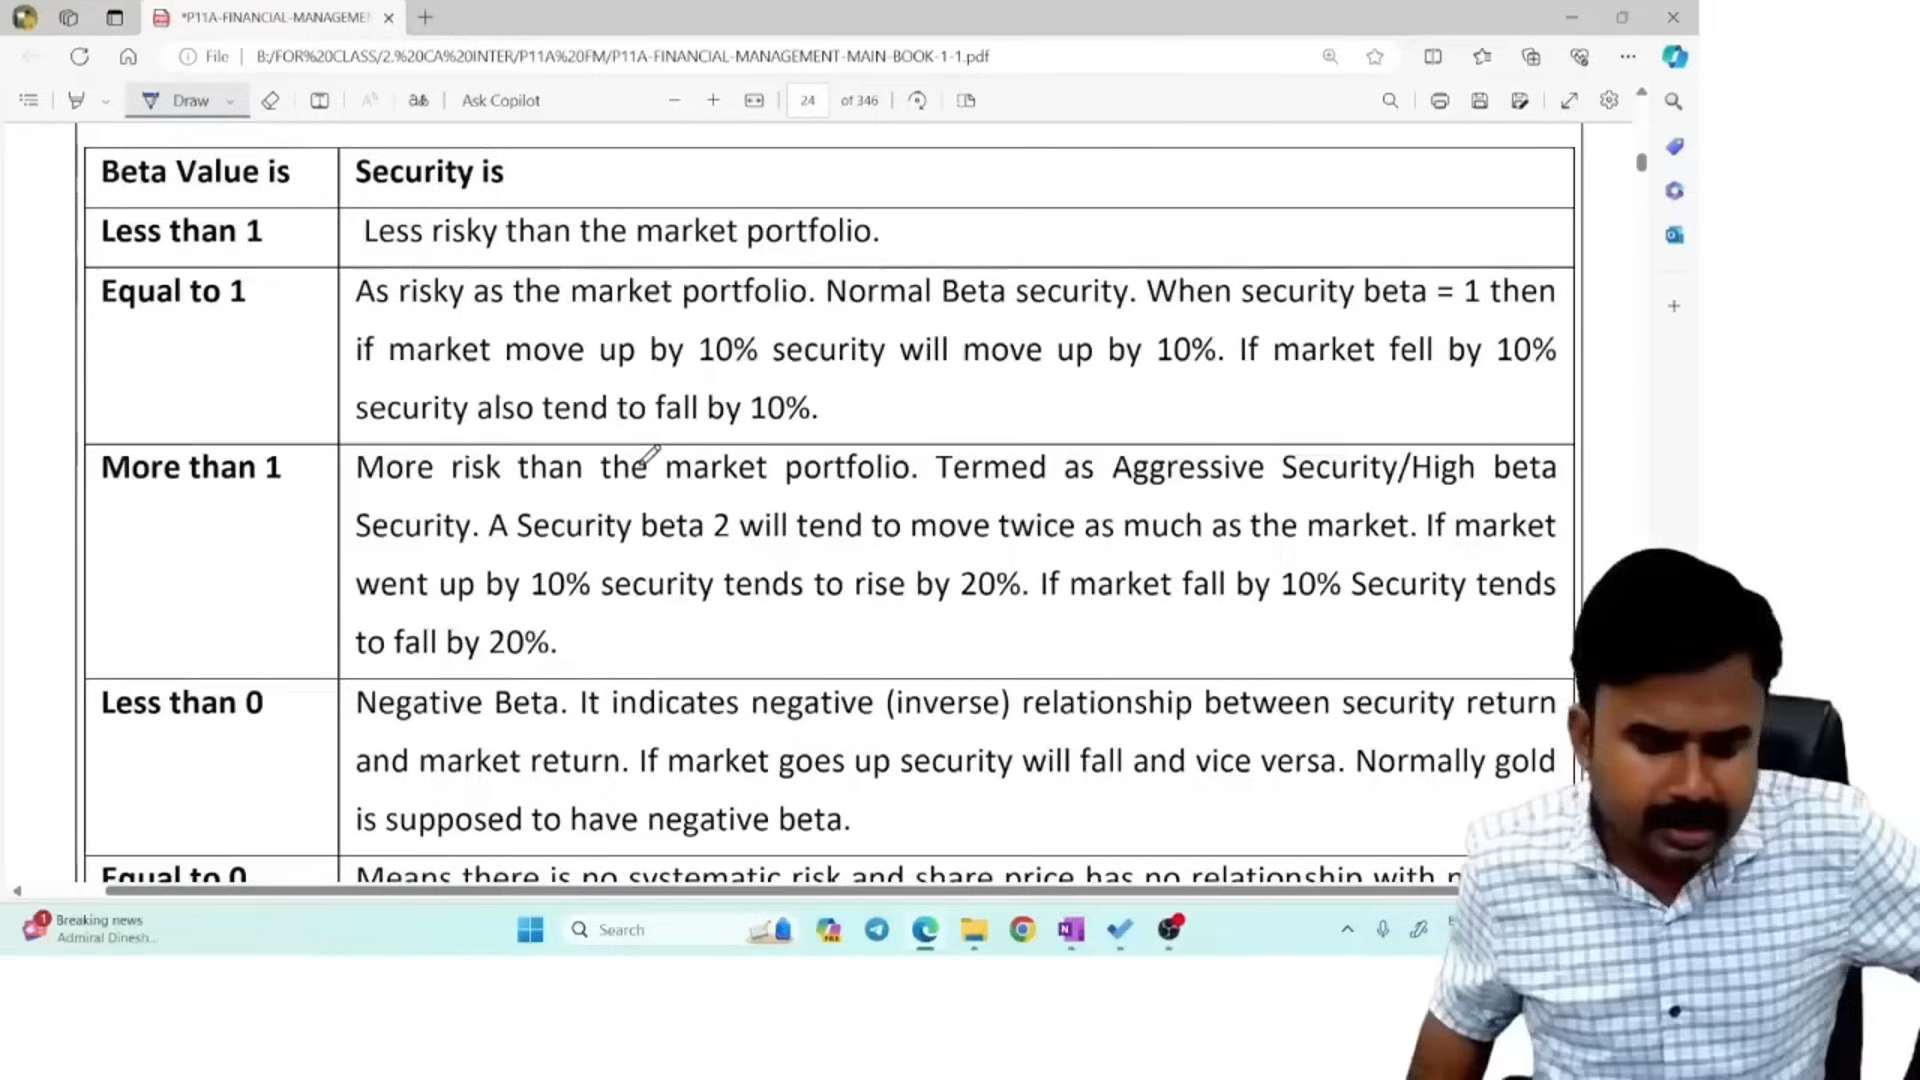 *P11A-FINANCIAL-MANAGEME
File B:/FOR%20CLASS/2.%20CA%20INTER/P11A%20FM/P11A-FINANCIAL-MANAGEMENT-MAIN-BOOK-1-1.pdf
Draw Ask Copilot 24 of 346
Beta Value is Security is
Less than 1 Less risky than the market portfolio.
Equal to 1 As risky as the market portfolio. Normal Beta security. When security beta = 1 then
if market move up by 10% security will move up by 10%. If market fell by 10%
security also tend to fall by 10%.
More than 1 More risk than the market portfolio. Termed as Aggressive Security/High beta
Security. A Security beta 2 will tend to move twice as much as the market. If market
went up by 10% security tends to rise by 20%. If market fall by 10% Security tends
to fall by 20%.
Less than 0 Negative Beta. It indicates negative (inverse) relationship between security return
and market return. If market goes up security will fall and vice versa. Normally gold
is supposed to have negative beta.
Equal to 0 Means there is no systematic risk and share price has no relationship with
1 Breaking news
Admiral Dinesh...
Search